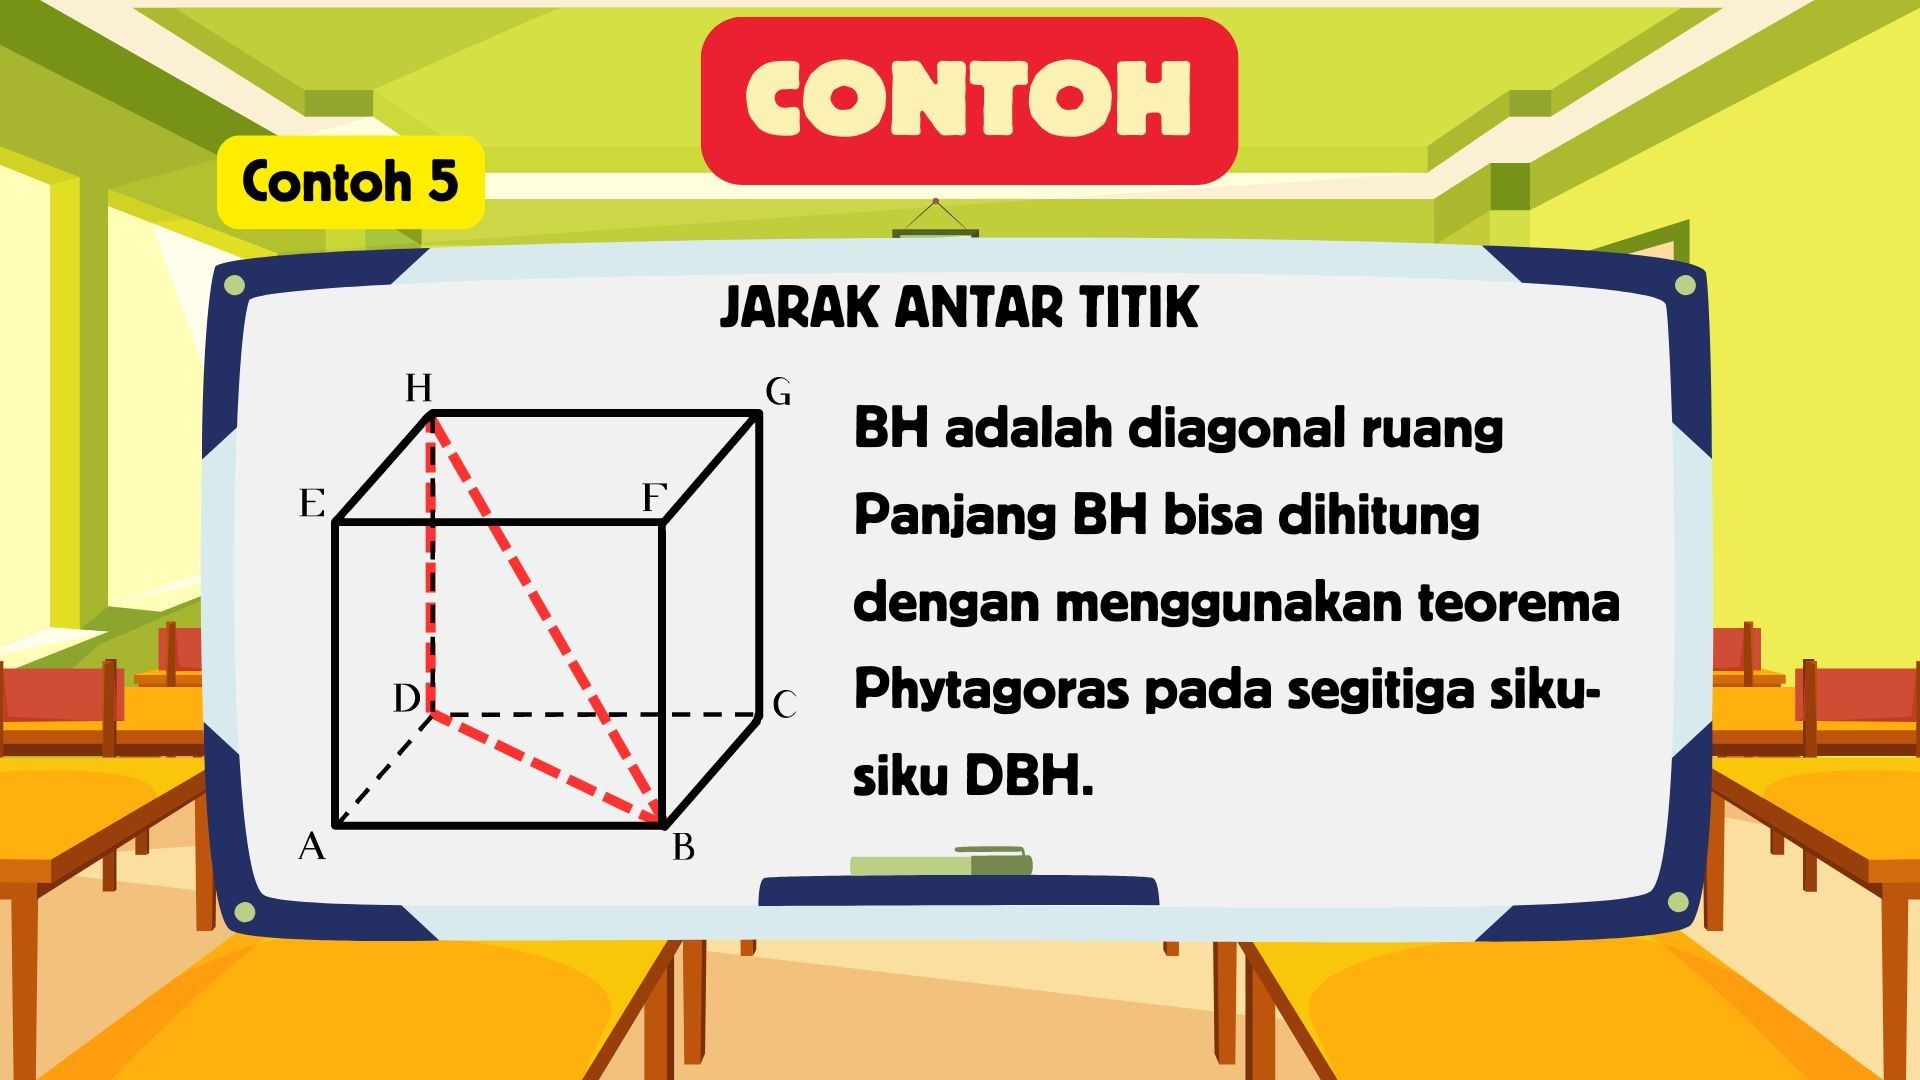 CONTOH
Contoh 5
JARAK ANTAR TITIK
H
G
E
F
D
C
A
B
BH adalah diagonal ruang
Panjang BH bisa dihitung
dengan menggunakan teorema
Phytagoras pada segitiga siku-
siku DBH.